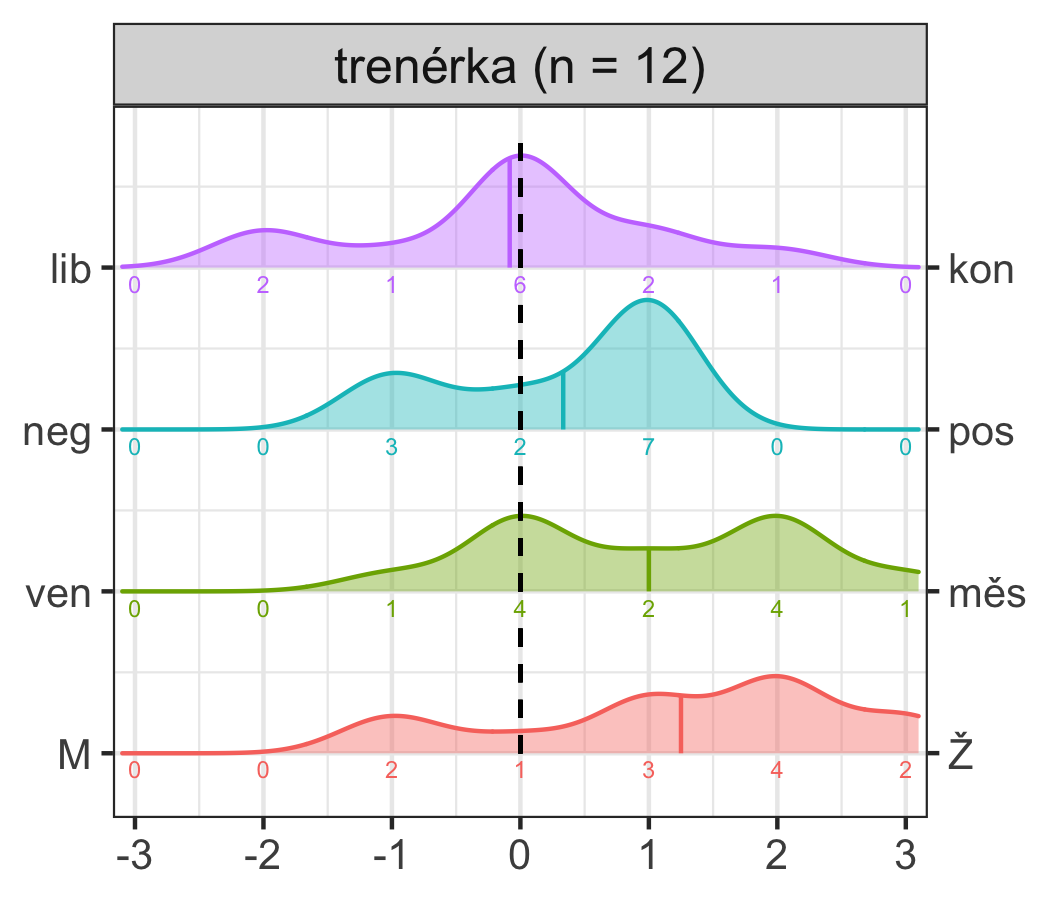 trenérka (n = 12)
lib kon
0 2 1 6 2 1 0
neg pos
0 0 3 2 7 0 0
ven měs
0 0 1 4 2 4 1
M Ž
0 0 2 1 3 4 2
-3 -2 -1 0 1 2 3